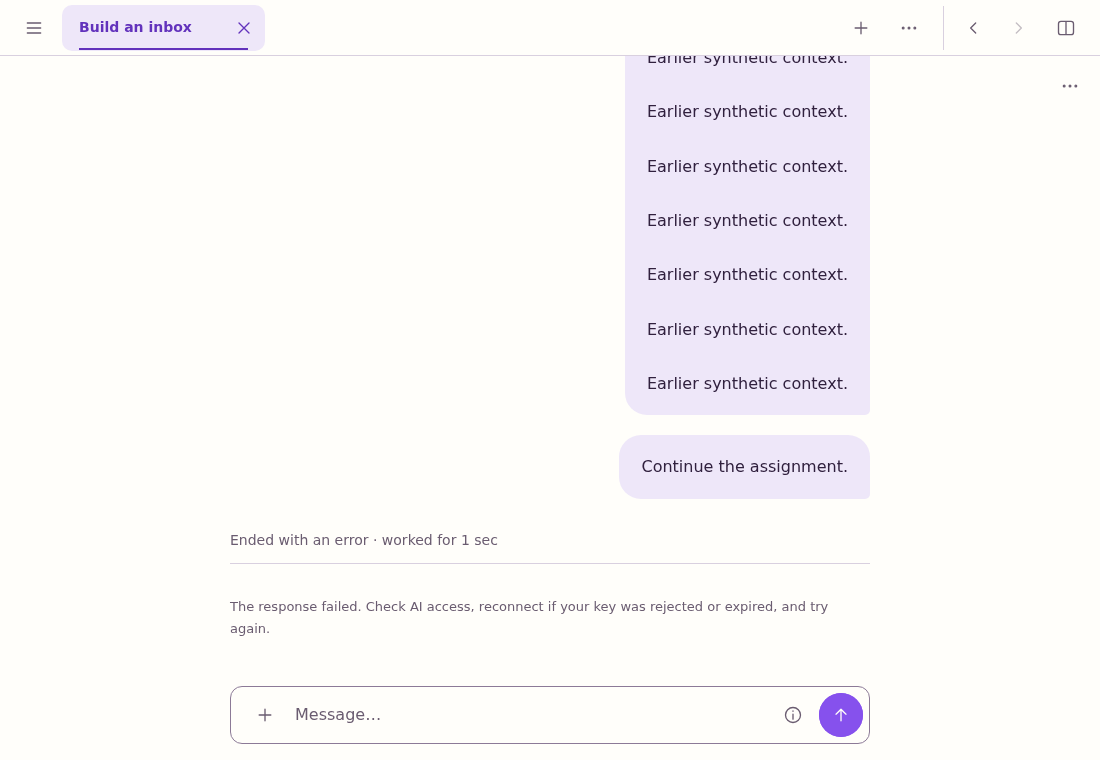 Build an inbox
Earlier synthetic context.
Earlier synthetic context.
Earlier synthetic context.
Earlier synthetic context.
Earlier synthetic context.
Earlier synthetic context.
Earlier synthetic context.
Continue the assignment.
Ended with an error · worked for 1 sec
The response failed. Check AI access, reconnect if your key was rejected or expired, and try
again.
Message…